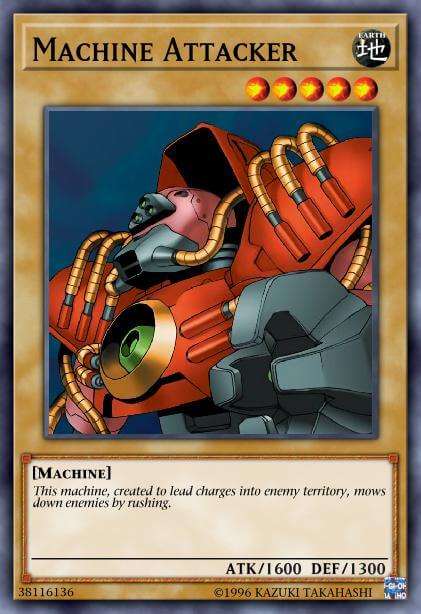 MACHINE ATTACKER
EARTH
地
[MACHINE]
This machine, created to lead charges into enemy territory, mows
down enemies by rushing.
ATK/1600 DEF/1300
38116136
©1996 KAZUKI TAKAHASHI